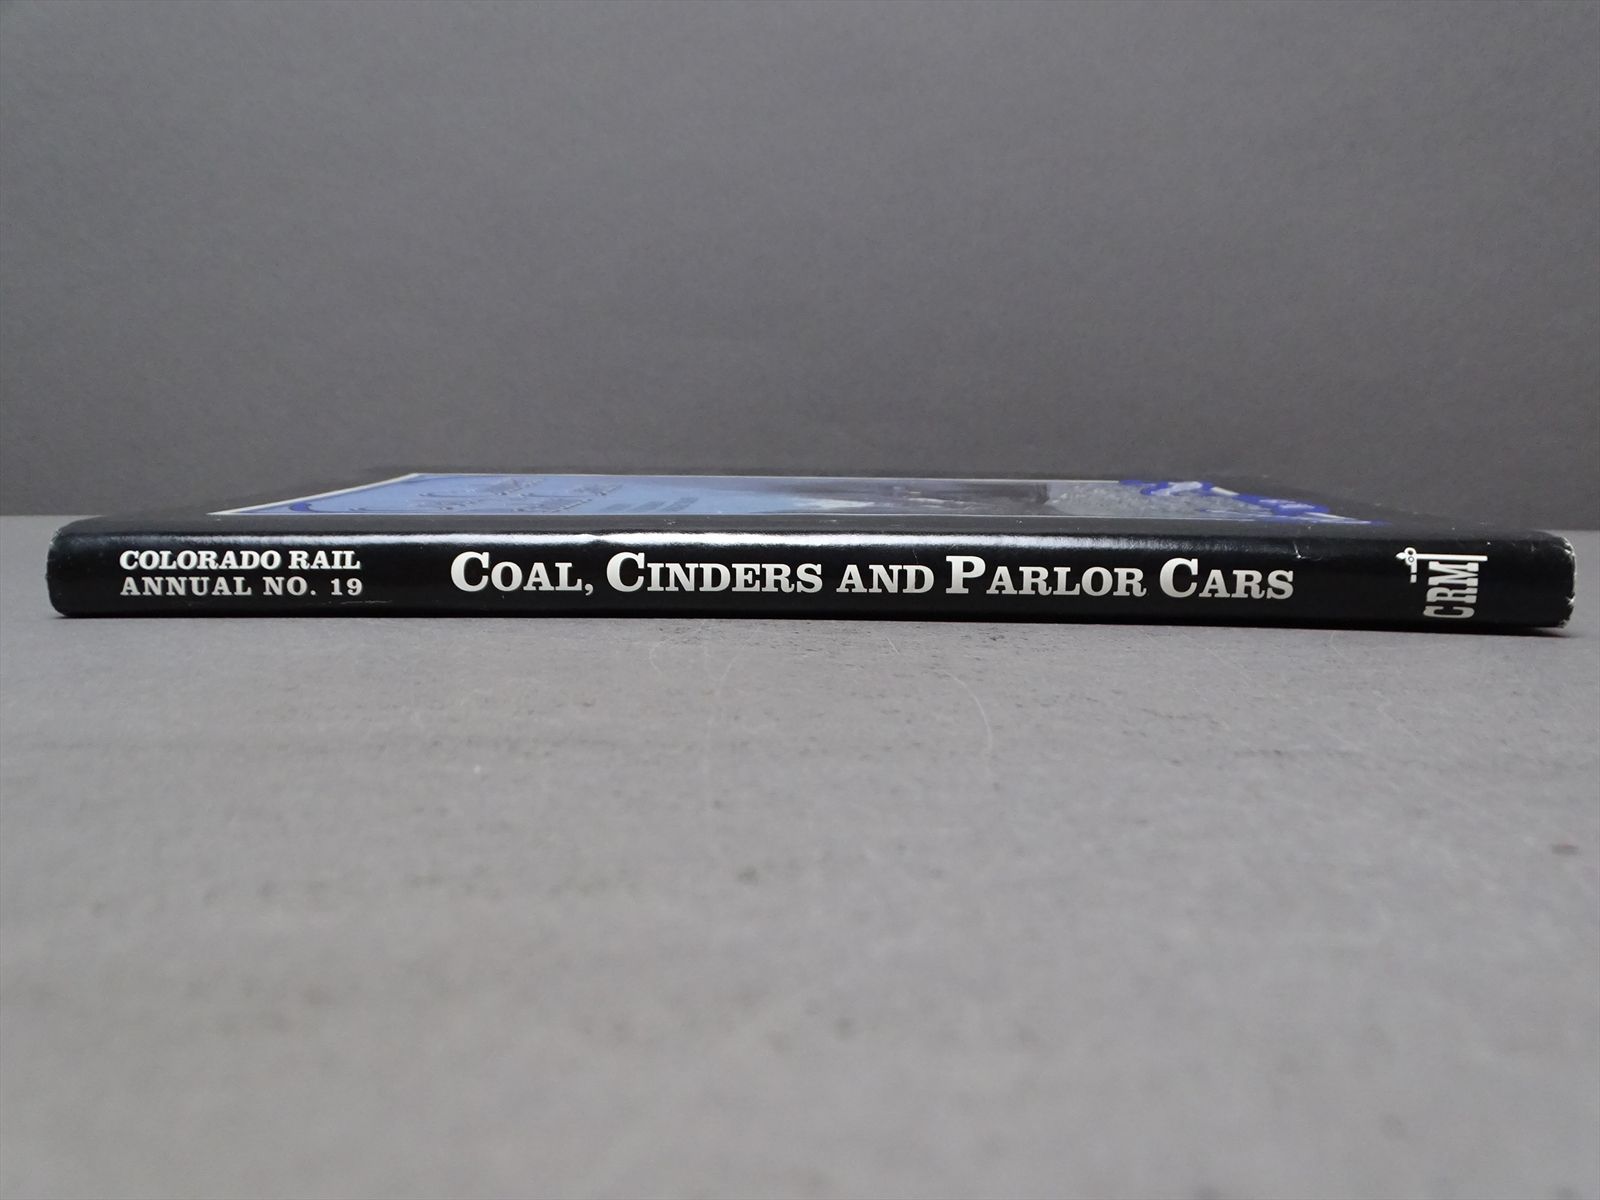 COLORADO RAIL
ANNUAL NO. 19
COAL, CINDERS AND PARLOR CARS
CRM